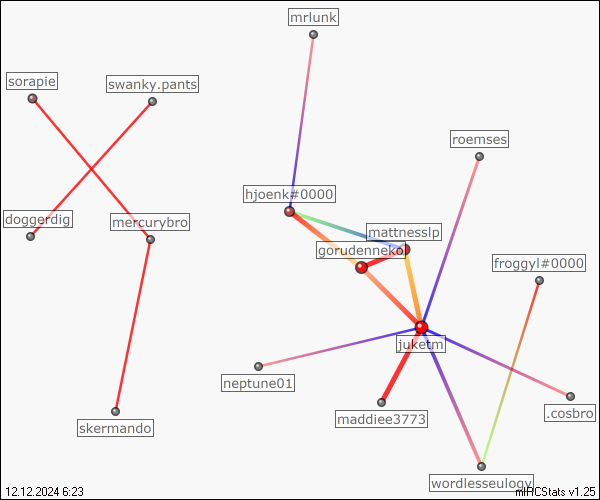 mrlunk
sorapie
swanky.pants
roemses
hjoenk#0000
doggerdig
mercurybro
mattnesslp
gorudenneko
froggyl#0000
juketm
neptune01
maddiee3773
.cosbro
skermando
wordlesseulogy
12.12.2024 6:23
mIRCStats v1.25